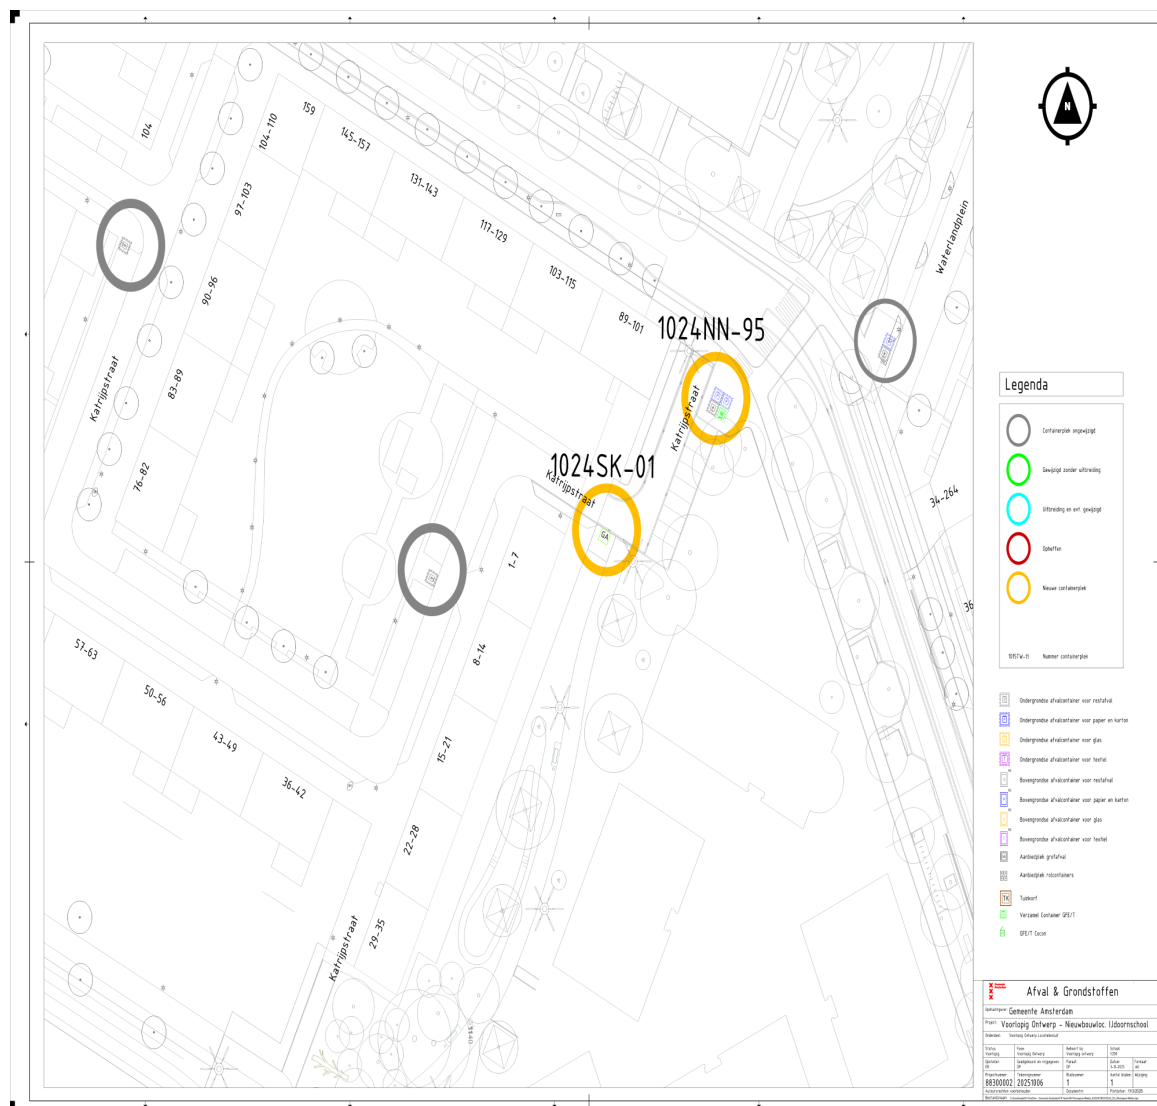 104
104-110
159
145-157
131-143
117-129
103-115
89-101
97-103
90-96
83-89
76-82
Katrijpstraat
Waterlandplein
1024NN-95
Katrijpstraat
1024SK-01
Katrijpstraat
GA
34-264
36
1-7
8-14
15-21
22-28
29-35
Katrijpstraat
57-63
50-56
43-49
36-42
N
Legenda
Containerplek ongewijzigd
Gewijzigd zonder uitbreiding
Uitbreiding en evt. gewijzigd
Opheffen
Nieuwe containerplek
Nummer containerplek
Ondergrondse afvalcontainer voor restafval
Ondergrondse afvalcontainer voor papier en karton
Ondergrondse afvalcontainer voor glas
Ondergrondse afvalcontainer voor textiel
Bovengrondse afvalcontainer voor restafval
Bovengrondse afvalcontainer voor papier en karton
Bovengrondse afvalcontainer voor glas
Bovengrondse afvalcontainer voor textiel
Aanbiedplek grofafval
Aanbiedplek rolcontainers
TK Tuinkorf
Verzamel Container GFE/T
GFE/T Cocon
Afval & Grondstoffen
Opdrachtgever: Gemeente Amsterdam
Project: Voorlopig Ontwerp - Nieuwbouwloc. IJdoornschool
88300002 20251006 1 1